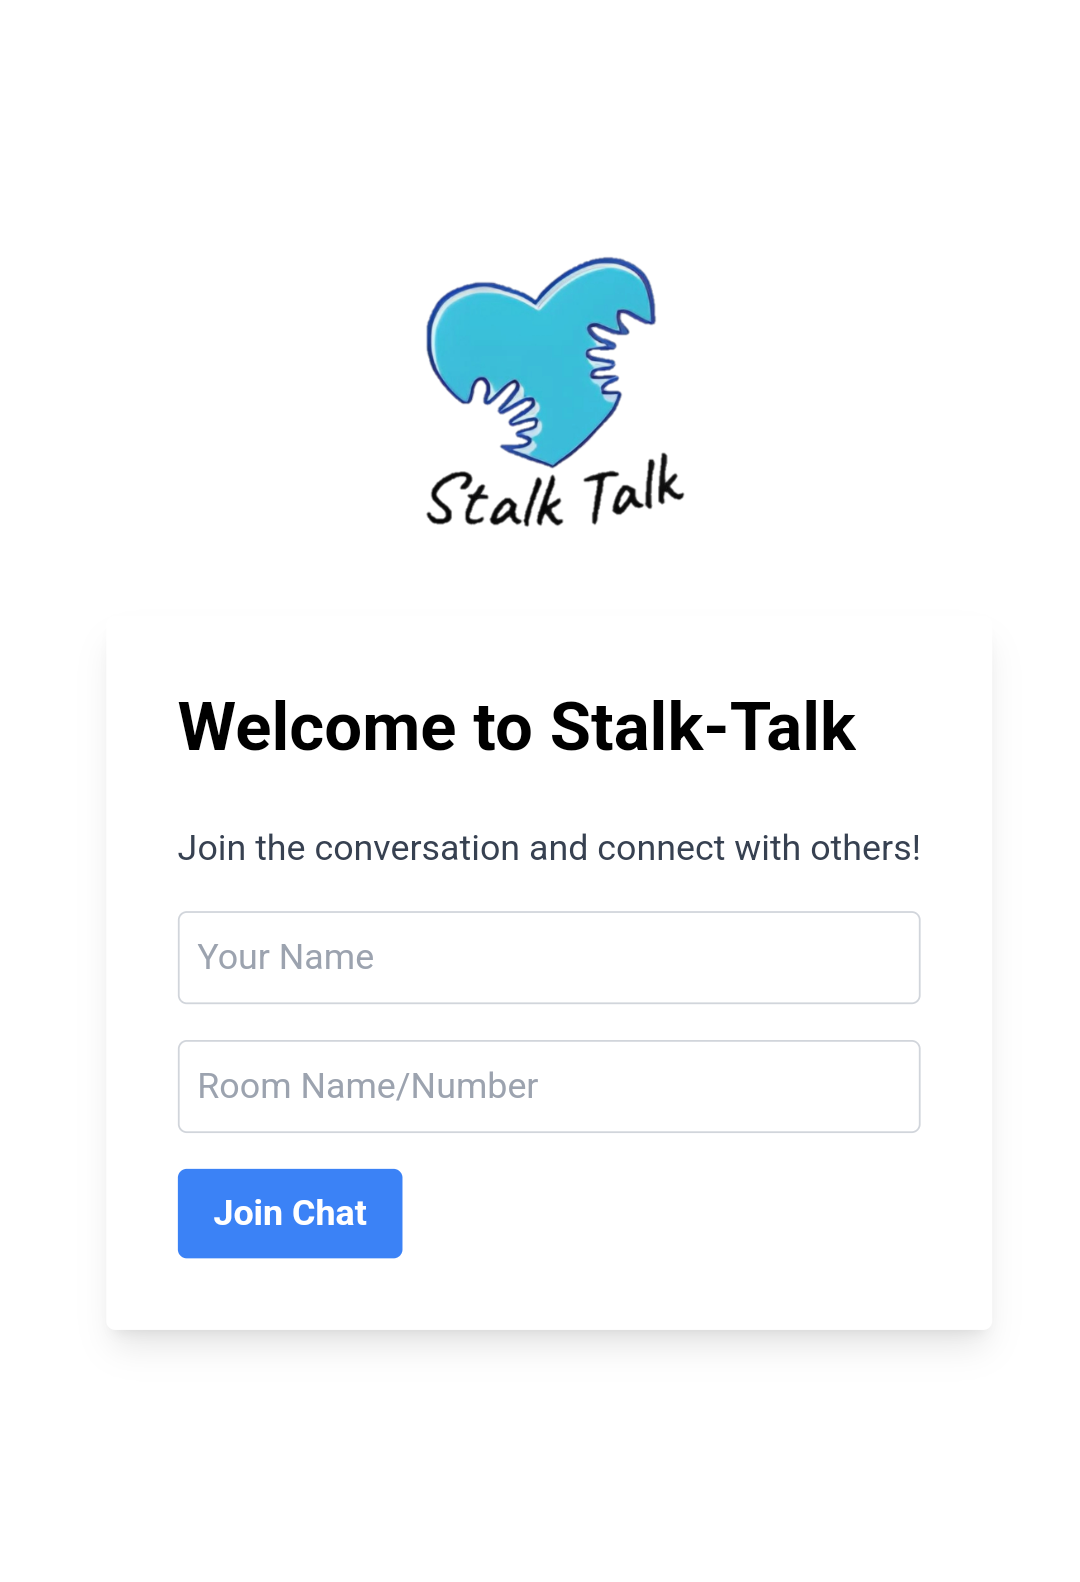 Stalk Talk
Welcome to Stalk-Talk
Join the conversation and connect with others!
Your Name
Room Name/Number
Join Chat